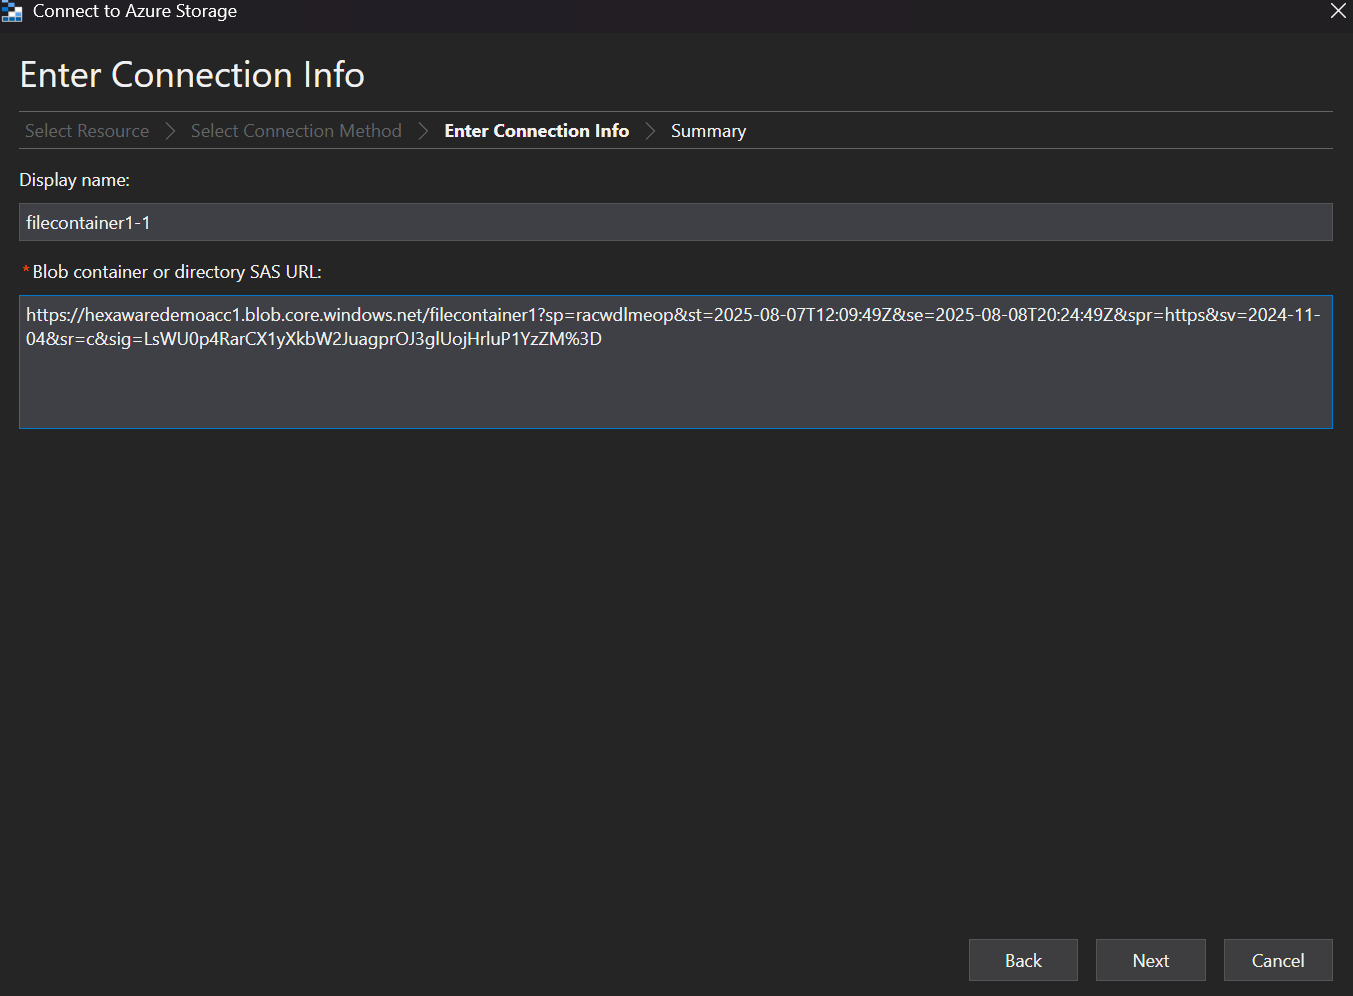 Connect to Azure Storage
Enter Connection Info
Select Resource > Select Connection Method > Enter Connection Info > Summary
Display name:
filecontainer1-1
*Blob container or directory SAS URL:
https://hexawaredemoacc1.blob.core.windows.net/filecontainer1?sp=racwdlmeop&st=2025-08-07T12:09:49Z&se=2025-08-08T20:24:49Z&spr=https&sv=2024-11-
04&sr=c&sig=LsWU0p4RarCX1yXkbW2JuagprOJ3glUojHrluP1YzZM%3D
Back Next Cancel